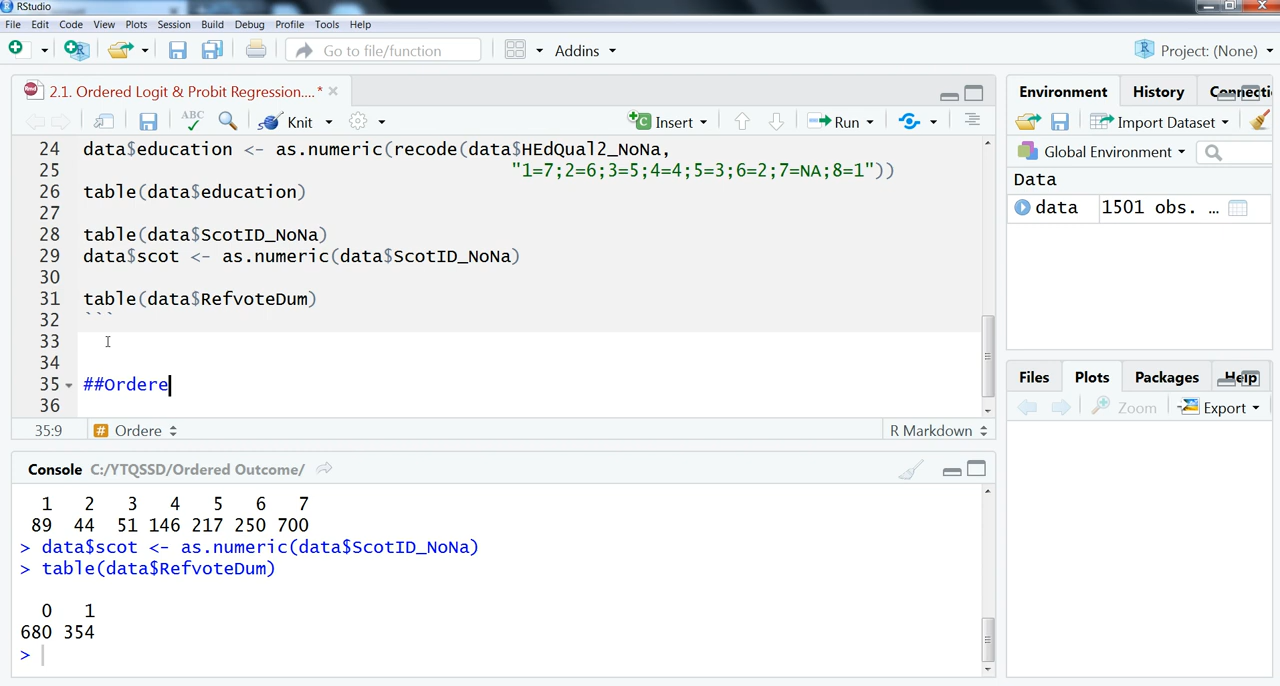 RStudio
File Edit Code View Plots Session Build Debug Profile Tools Help
Go to file/function
Addins
Project: (None)
2.1. Ordered Logit & Probit Regression....*
ABC
Knit
Insert
Run
24 data$education <- as.numeric(recode(data$HEdQual2_NoNa,
25 "1=7;2=6;3=5;4=4;5=3;6=2;7=NA;8=1"))
26 table(data$education)
27
28 table(data$ScotID_NoNa)
29 data$scot <- as.numeric(data$ScotID_NoNa)
30
31 table(data$RefvoteDum)
32 ```
33
34
35 ##Ordere
36
35:9 # Ordere R Markdown
Console C:/YTQSSD/Ordered Outcome/
1 2 3 4 5 6 7
89 44 51 146 217 250 700
> data$scot <- as.numeric(data$ScotID_NoNa)
> table(data$RefvoteDum)
0 1
680 354
>
Environment History Connecti
Import Dataset
Global Environment
Data
data 1501 obs. …
Files Plots Packages Help
Zoom Export